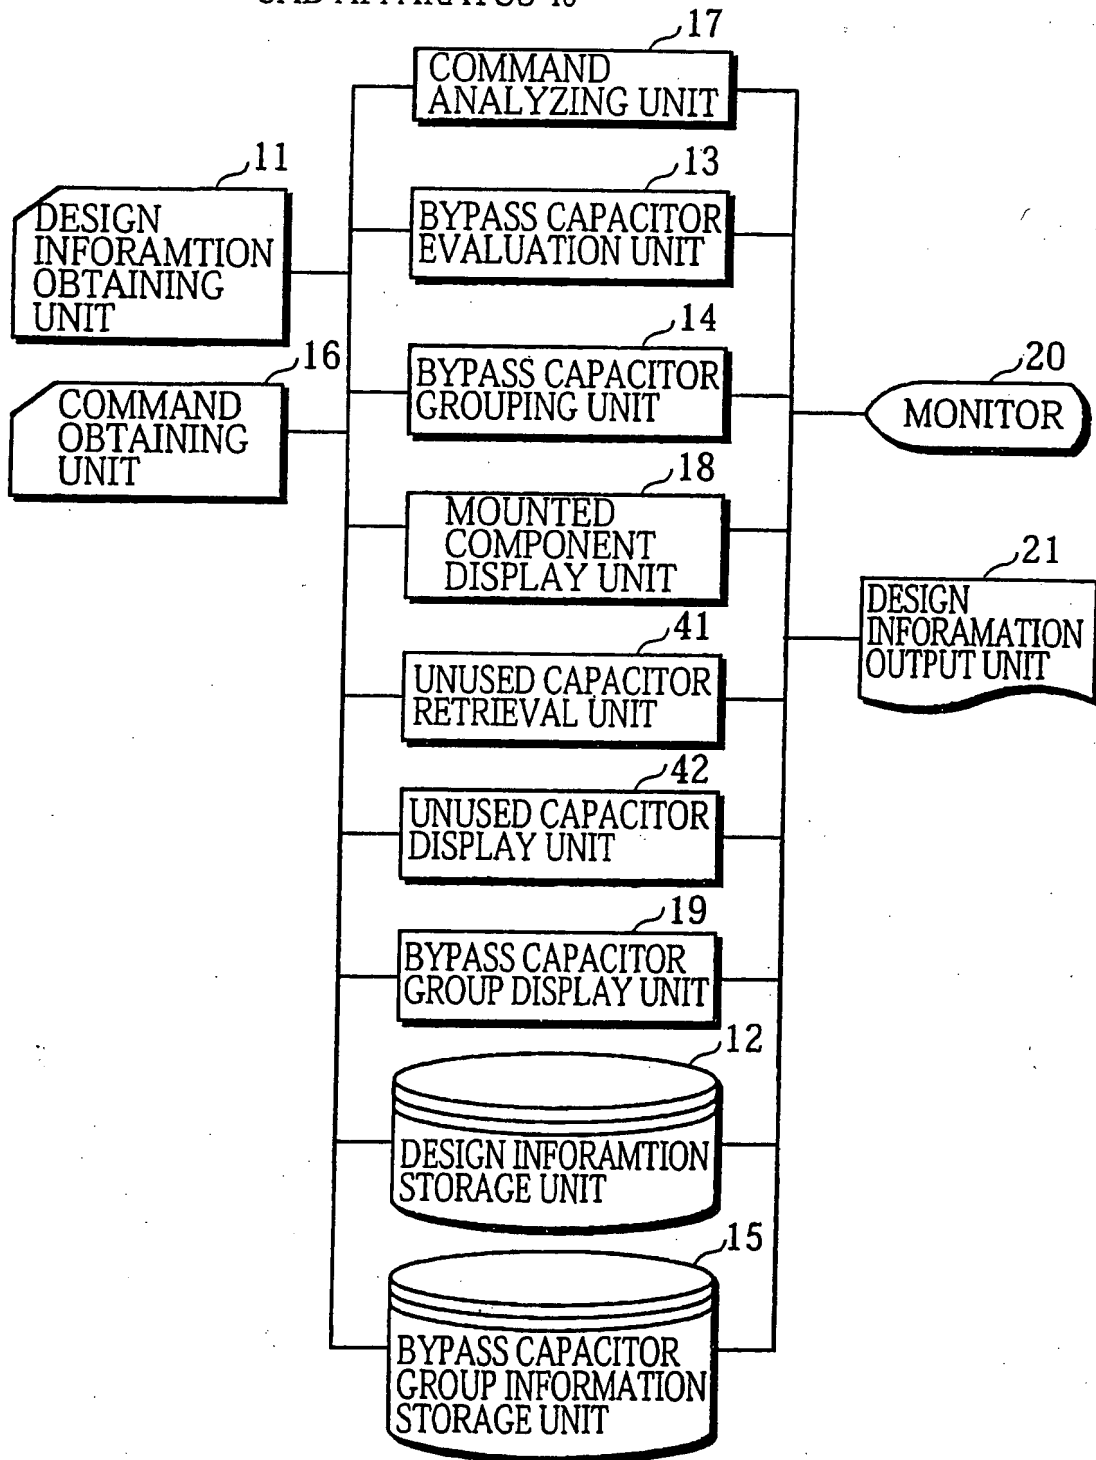 CAD APPARATUS 40
17
COMMAND
ANALYZING UNIT
11
DESIGN
INFORAMTION
OBTAINING
UNIT
13
BYPASS CAPACITOR
EVALUATION UNIT
16
COMMAND
OBTAINING
UNIT
14
BYPASS CAPACITOR
GROUPING UNIT
20
MONITOR
18
MOUNTED
COMPONENT
DISPLAY UNIT
21
DESIGN
INFORAMATION
OUTPUT UNIT
41
UNUSED CAPACITOR
RETRIEVAL UNIT
42
UNUSED CAPACITOR
DISPLAY UNIT
19
BYPASS CAPACITOR
GROUP DISPLAY UNIT
12
DESIGN INFORAMTION
STORAGE UNIT
15
BYPASS CAPACITOR
GROUP INFORMATION
STORAGE UNIT